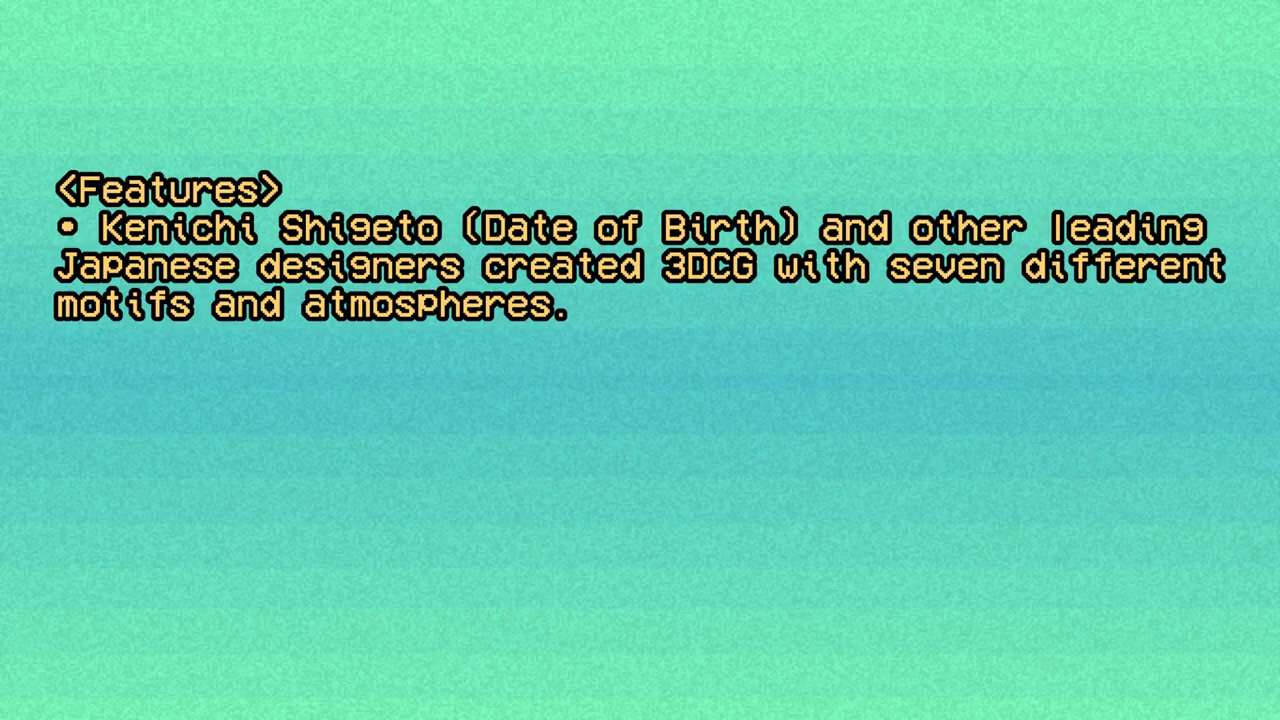 <Features>
• Kenichi Shigeto (Date of Birth) and other leading
Japanese designers created 3DCG with seven different
motifs and atmospheres.